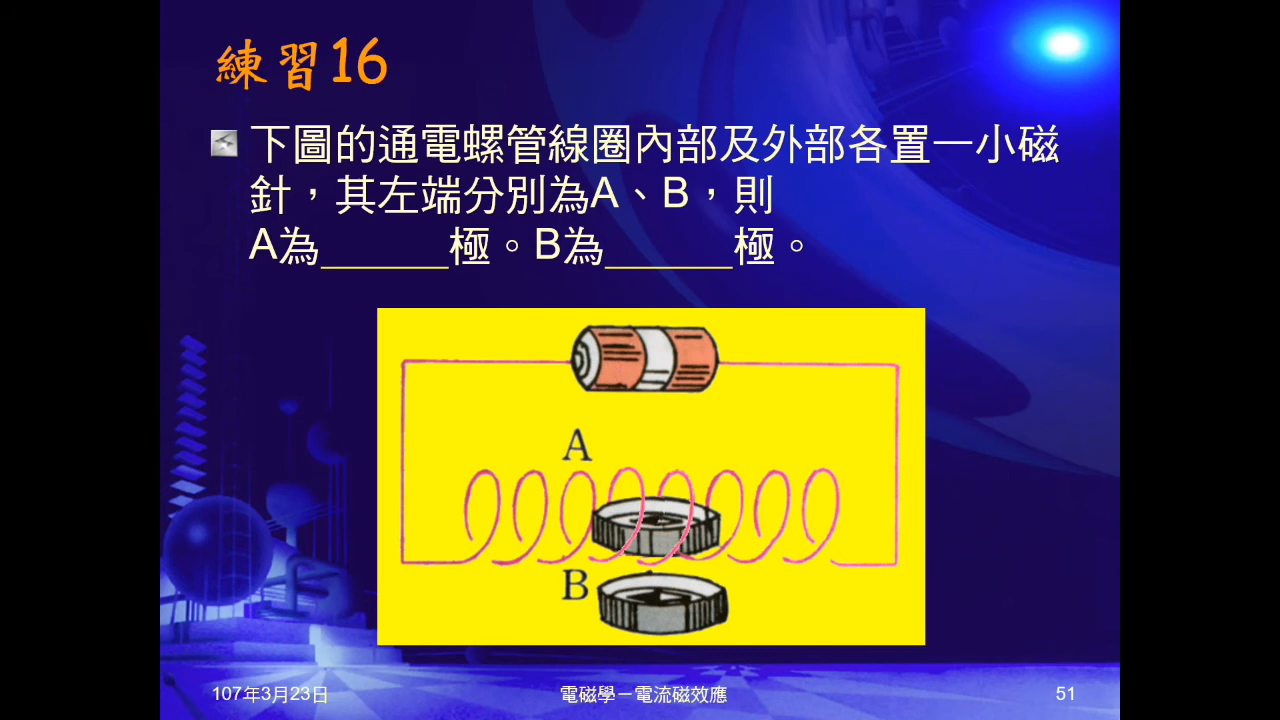 練習16
下圖的通電螺管線圈內部及外部各置一小磁
針，其左端分別為A、B，則
A為______極。B為______極。
A
B
107年3月23日
電磁學－電流磁效應
51